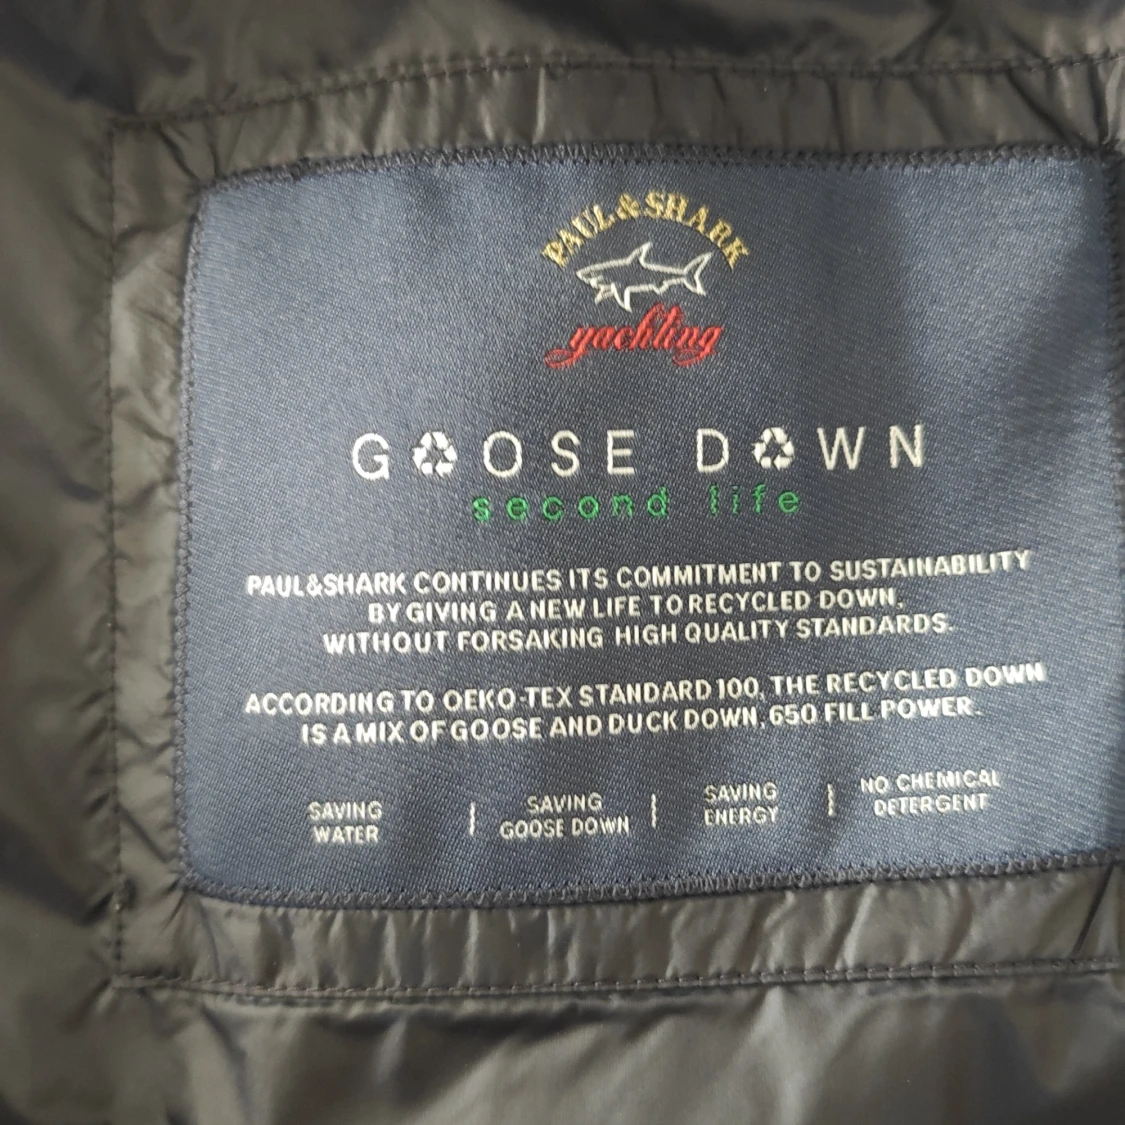 PAUL&SHARK
yachting
GOOSE DOWN
second life
PAUL&SHARK CONTINUES ITS COMMITMENT TO SUSTAINABILITY
BY GIVING A NEW LIFE TO RECYCLED DOWN,
WITHOUT FORSAKING HIGH QUALITY STANDARDS.
ACCORDING TO OEKO-TEX STANDARD 100, THE RECYCLED DOWN
IS A MIX OF GOOSE AND DUCK DOWN, 650 FILL POWER.
SAVING
WATER
SAVING
GOOSE DOWN
SAVING
ENERGY
NO CHEMICAL
DETERGENT